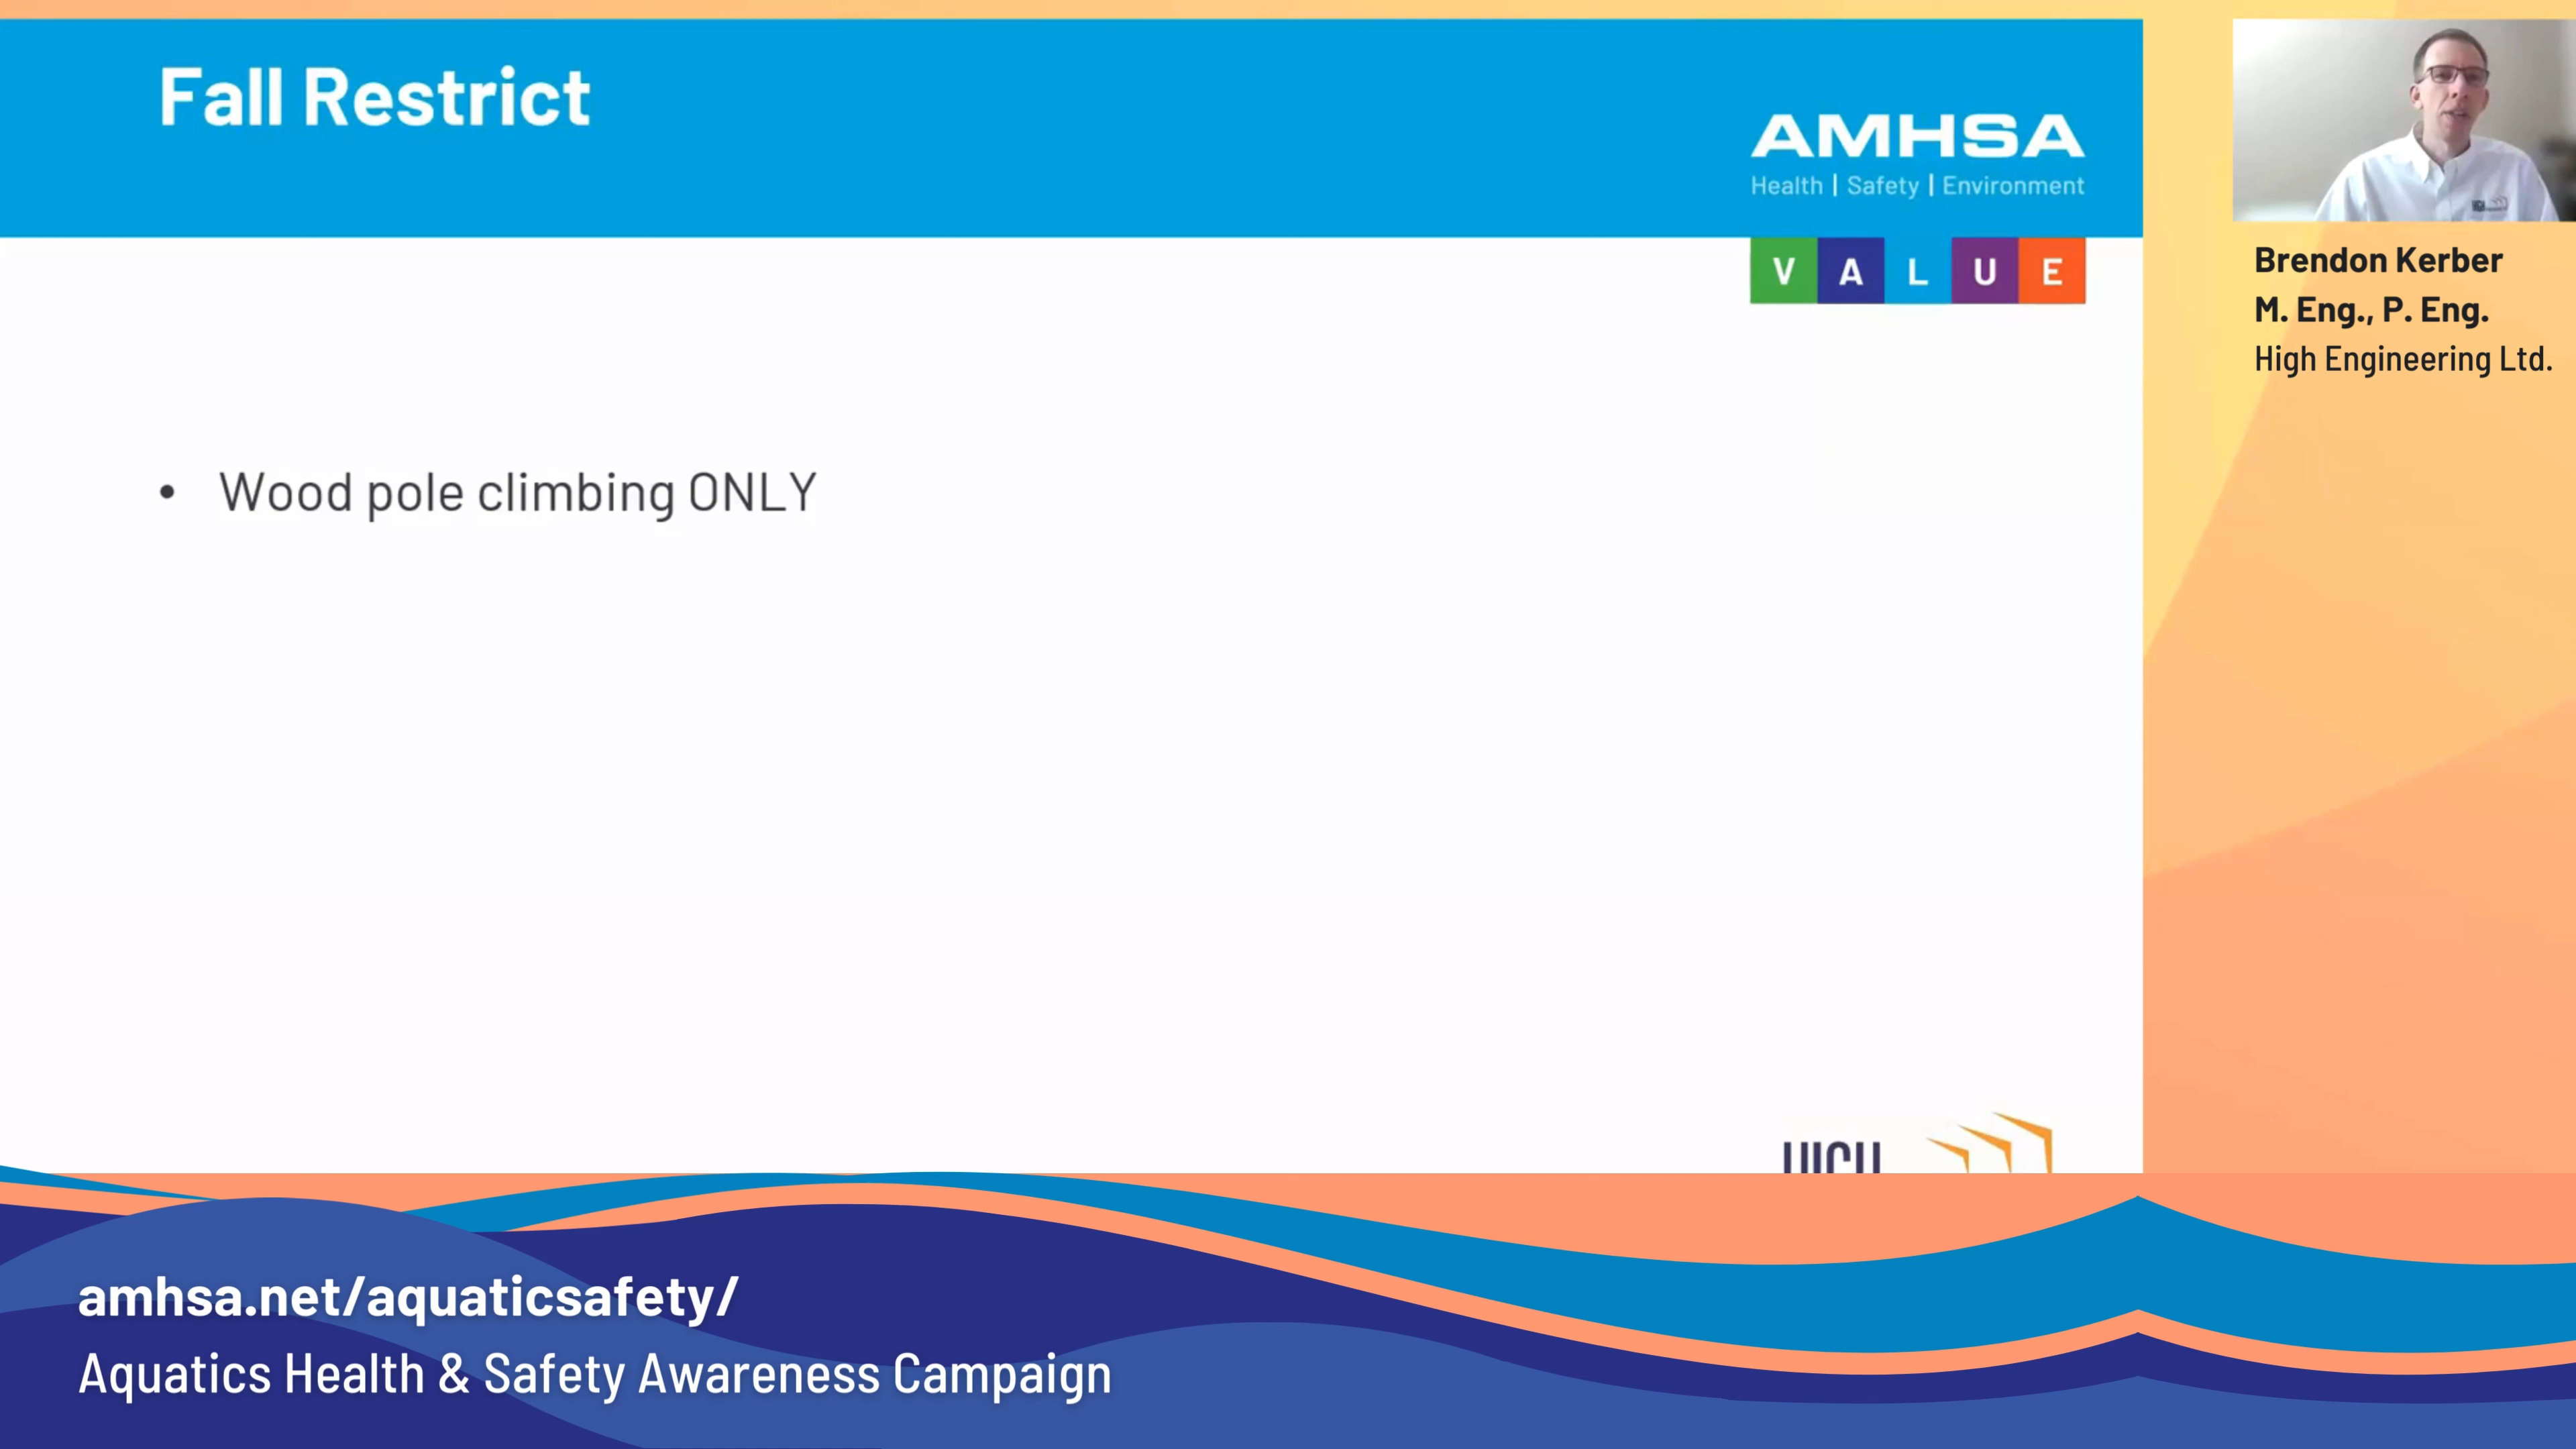 Fall Restrict
AMHSA
Health | Safety | Environment
VALUE
• Wood pole climbing ONLY
Brendon Kerber
M. Eng., P. Eng.
High Engineering Ltd.
amhsa.net/aquaticsafety/
Aquatics Health & Safety Awareness Campaign